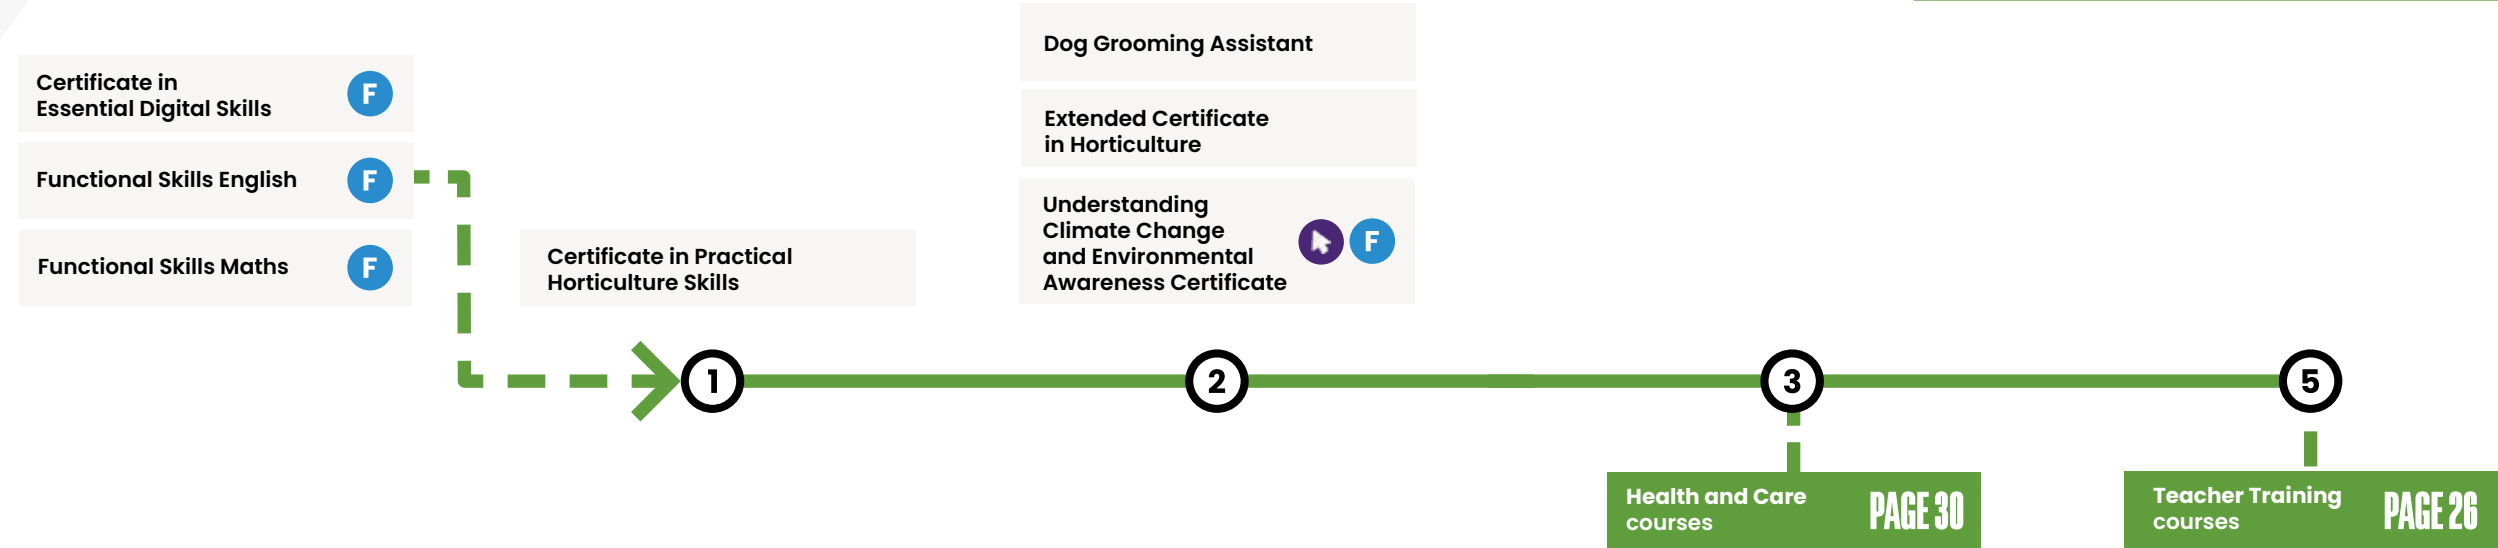 Certificate in
Essential Digital Skills
F
Functional Skills English
F
Functional Skills Maths
F
Certificate in Practical
Horticulture Skills
Dog Grooming Assistant
Extended Certificate
in Horticulture
Understanding
Climate Change
and Environmental
Awareness Certificate
F
1
2
3
5
Health and Care
courses
PAGE 30
Teacher Training
courses
PAGE 26